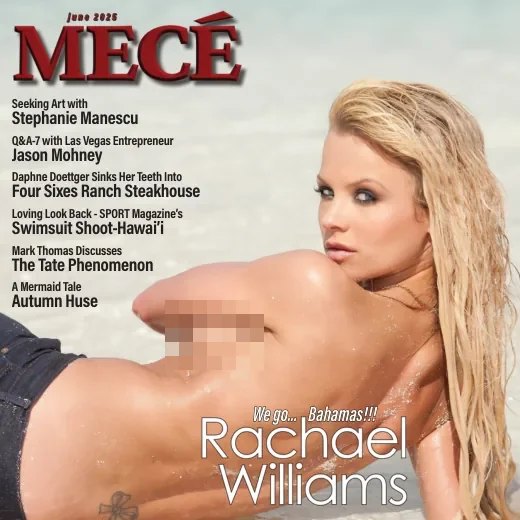 june 2025
MECÉ
Seeking Art with
Stephanie Manescu
Q&A-7 with Las Vegas Entrepreneur
Jason Mohney
Daphne Doettger Sinks Her Teeth Into
Four Sixes Ranch Steakhouse
Loving Look Back - SPORT Magazine's
Swimsuit Shoot-Hawai'i
Mark Thomas Discusses
The Tate Phenomenon
A Mermaid Tale
Autumn Huse
We go... Bahamas!!!
Rachael
Williams